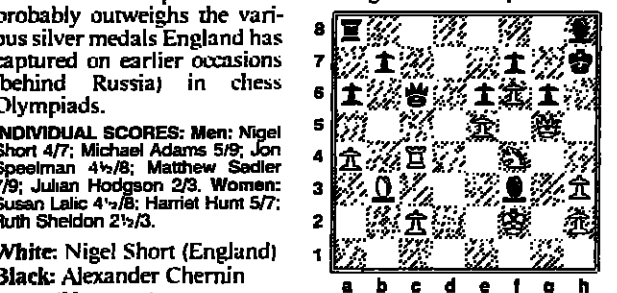 probably outweighs the vari-
ous silver medals England has
captured on earlier occasions
(behind Russia) in chess
Olympiads.
INDIVIDUAL SCORES: Men: Nigel
Short 4/7; Michael Adams 5/9; Jon
Speelman 4½/8; Matthew Sadler
7/9; Julian Hodgson 2/3. Women:
Susan Lalic 4½/8; Harriet Hunt 5/7;
Ruth Sheldon 2½/3.
White: Nigel Short (England)
Black: Alexander Chernin
8
7
6
5
4
3
2
1
a b c d e f g h